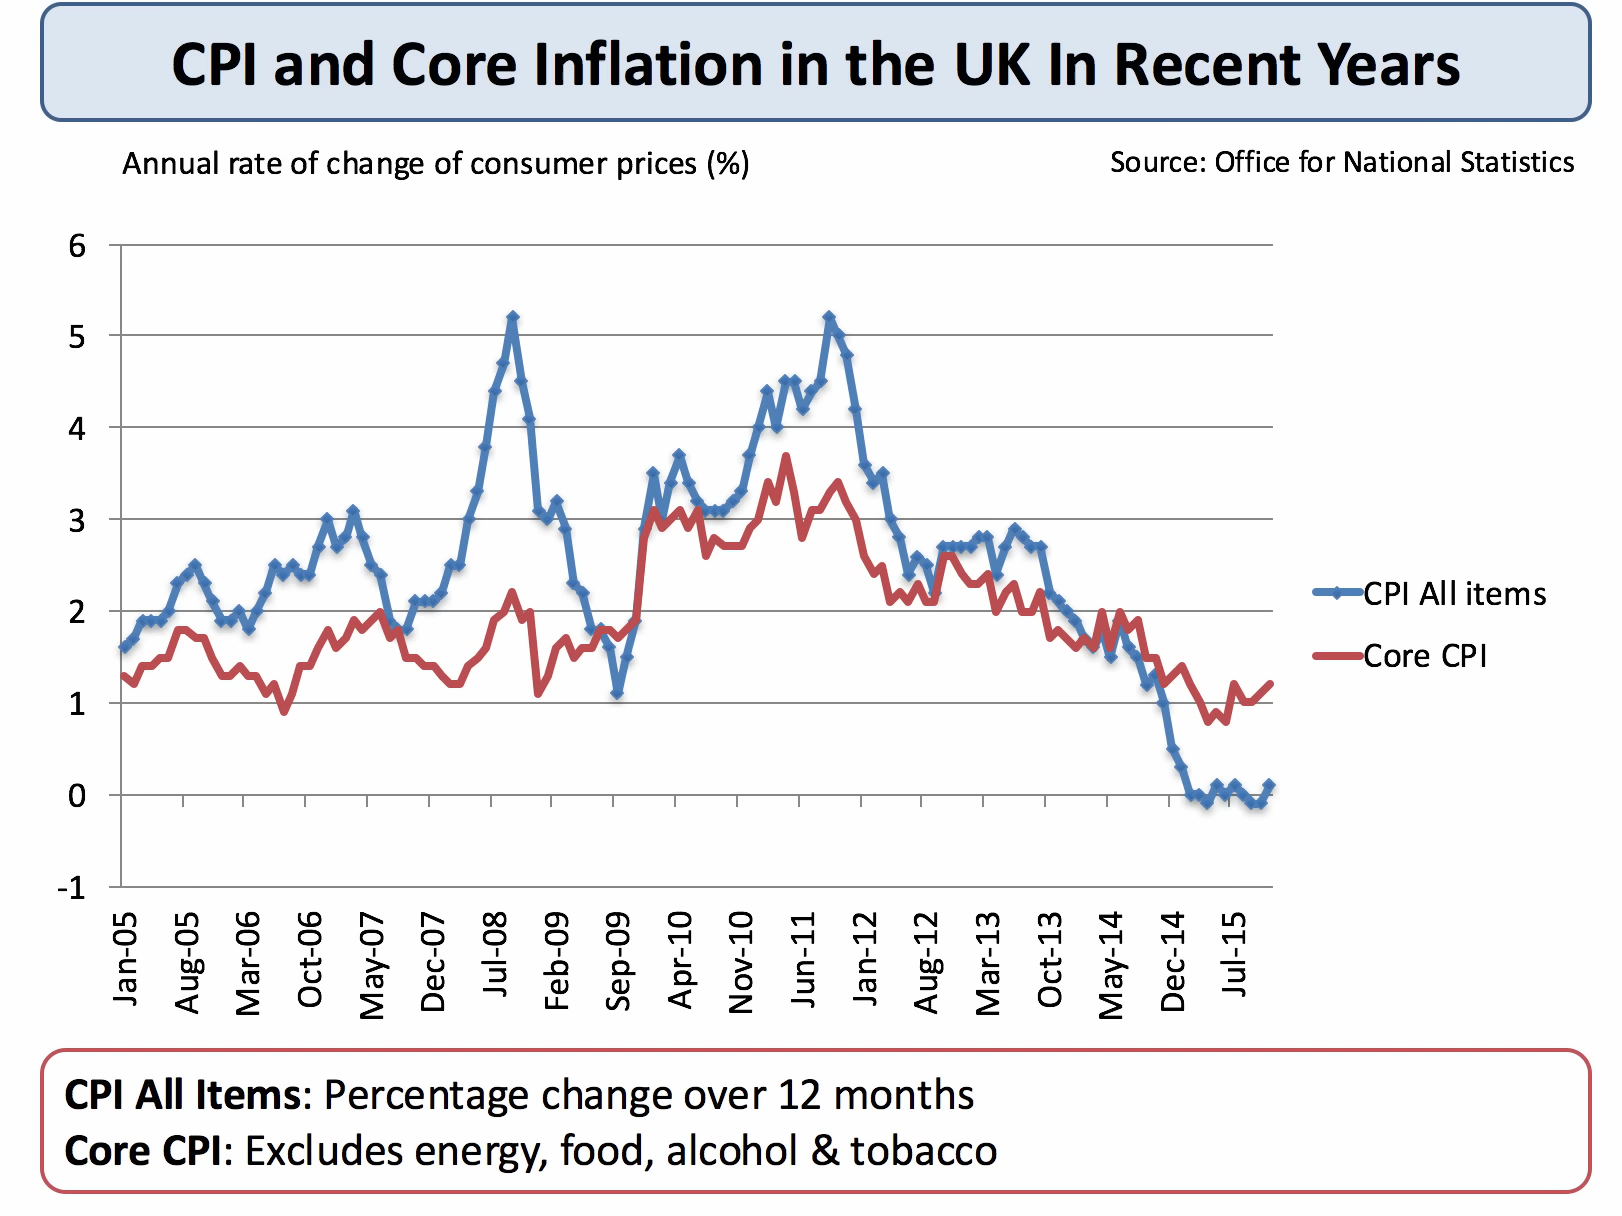 CPI and Core Inflation in the UK In Recent Years
Annual rate of change of consumer prices (%)
Source: Office for National Statistics
6
5
4
3
2
1
0
-1
CPI All items
Core CPI
Jan-05
Aug-05
Mar-06
Oct-06
May-07
Dec-07
Jul-08
Feb-09
Sep-09
Apr-10
Nov-10
Jun-11
Jan-12
Aug-12
Mar-13
Oct-13
May-14
Dec-14
Jul-15
CPI All Items: Percentage change over 12 months
Core CPI: Excludes energy, food, alcohol & tobacco